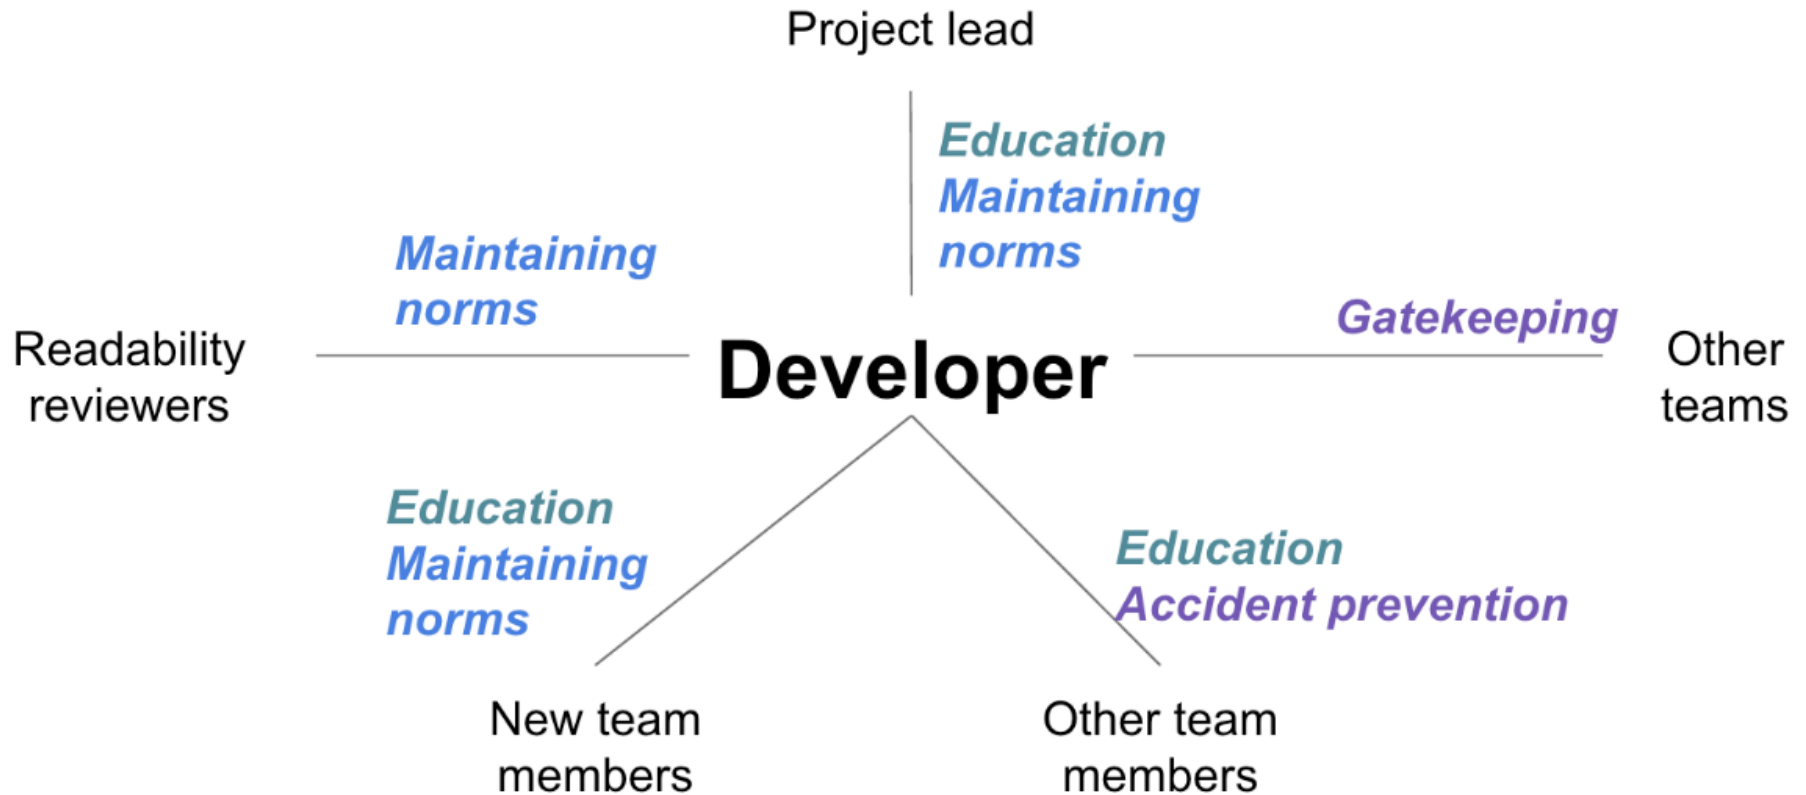 Project lead
Education
Maintaining
norms
Maintaining
norms
Gatekeeping
Readability
reviewers
Developer
Other
teams
Education
Maintaining
norms
Education
Accident prevention
New team
members
Other team
members